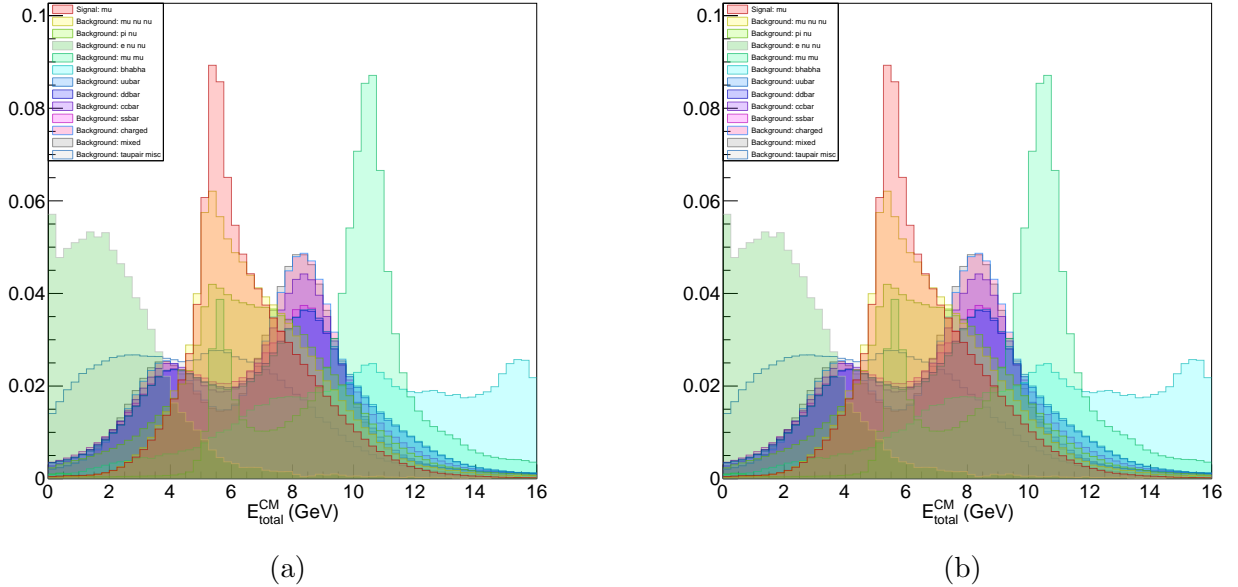 0.1
0.08
0.06
0.04
0.02
0
Signal: mu
Background: mu nu nu
Background: pi nu
Background: e nu nu
Background: mu mu
Background: bhabha
Background: uubar
Background: ddbar
Background: ccbar
Background: ssbar
Background: charged
Background: mixed
Background: taupair misc
0 2 4 6 8 10 12 14 16
E_total^CM (GeV)
(a)
0.1
0.08
0.06
0.04
0.02
0
Signal: mu
Background: mu nu nu
Background: pi nu
Background: e nu nu
Background: mu mu
Background: bhabha
Background: uubar
Background: ddbar
Background: ccbar
Background: ssbar
Background: charged
Background: mixed
Background: taupair misc
0 2 4 6 8 10 12 14 16
E_total^CM (GeV)
(b)